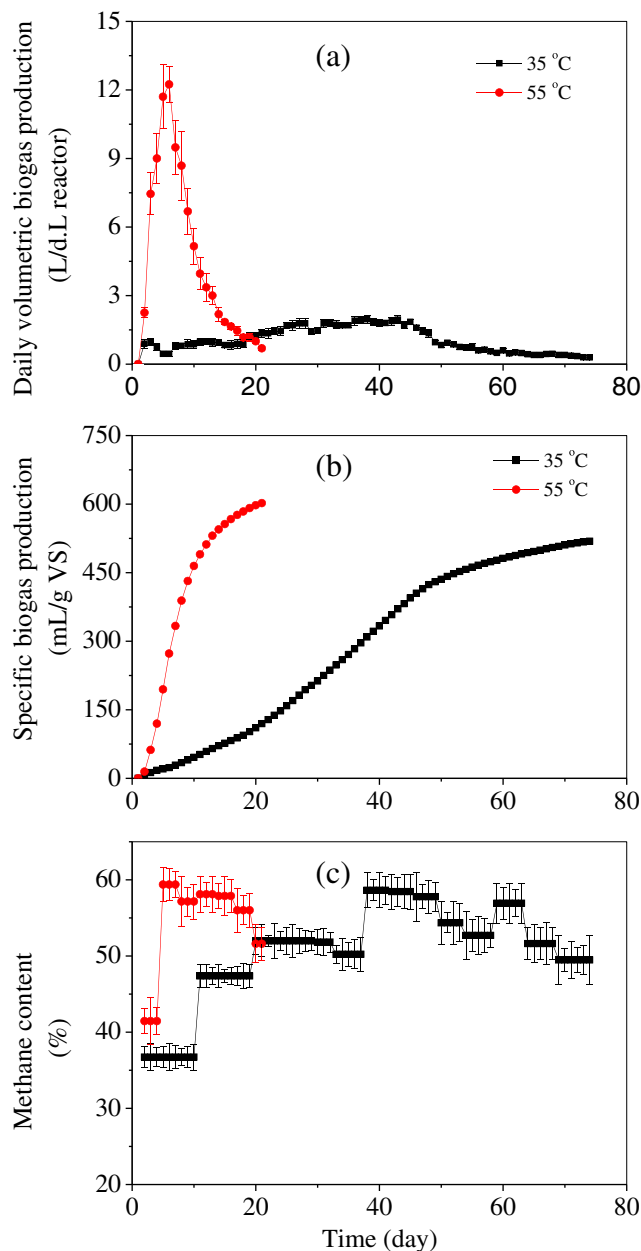 (a)
35 °C
55 °C
Daily volumetric biogas production
(L/d.L reactor)
15
12
9
6
3
0
0 20 40 60 80
(b)
35 °C
55 °C
Specific biogas production
(mL/g VS)
750
600
450
300
150
0
0 20 40 60 80
(c)
35 °C
55 °C
Methane content
(%)
60
50
40
30
20
0 20 40 60 80
Time (day)